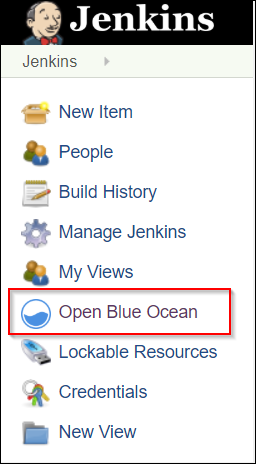 Jenkins
Jenkins
New Item
People
Build History
Manage Jenkins
My Views
Open Blue Ocean
Lockable Resources
Credentials
New View